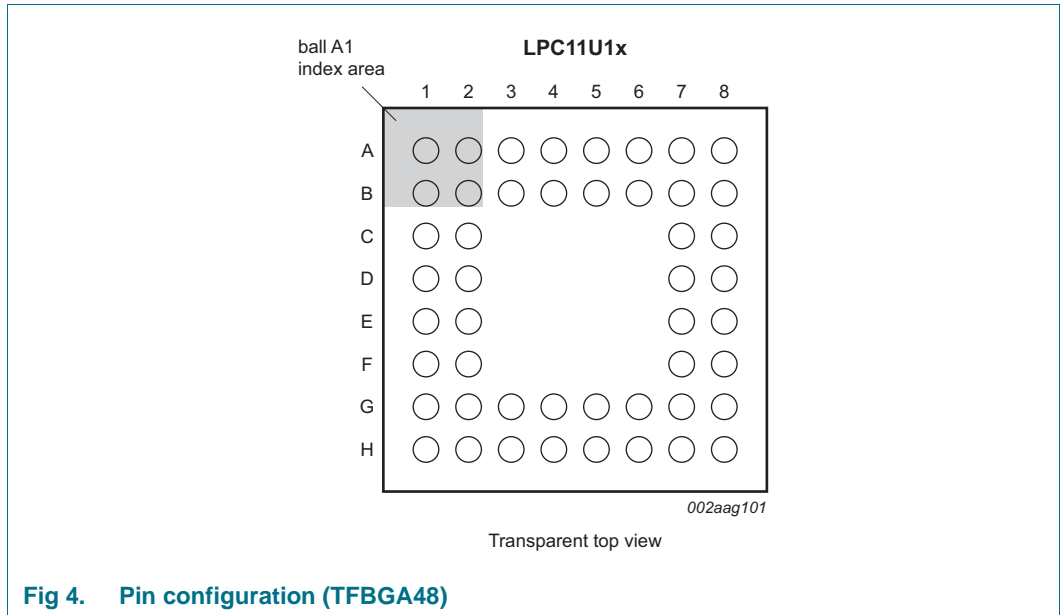 LPC11U1x
ball A1
index area
1 2 3 4 5 6 7 8
A
B
C
D
E
F
G
H
002aag101
Transparent top view
Fig 4. Pin configuration (TFBGA48)